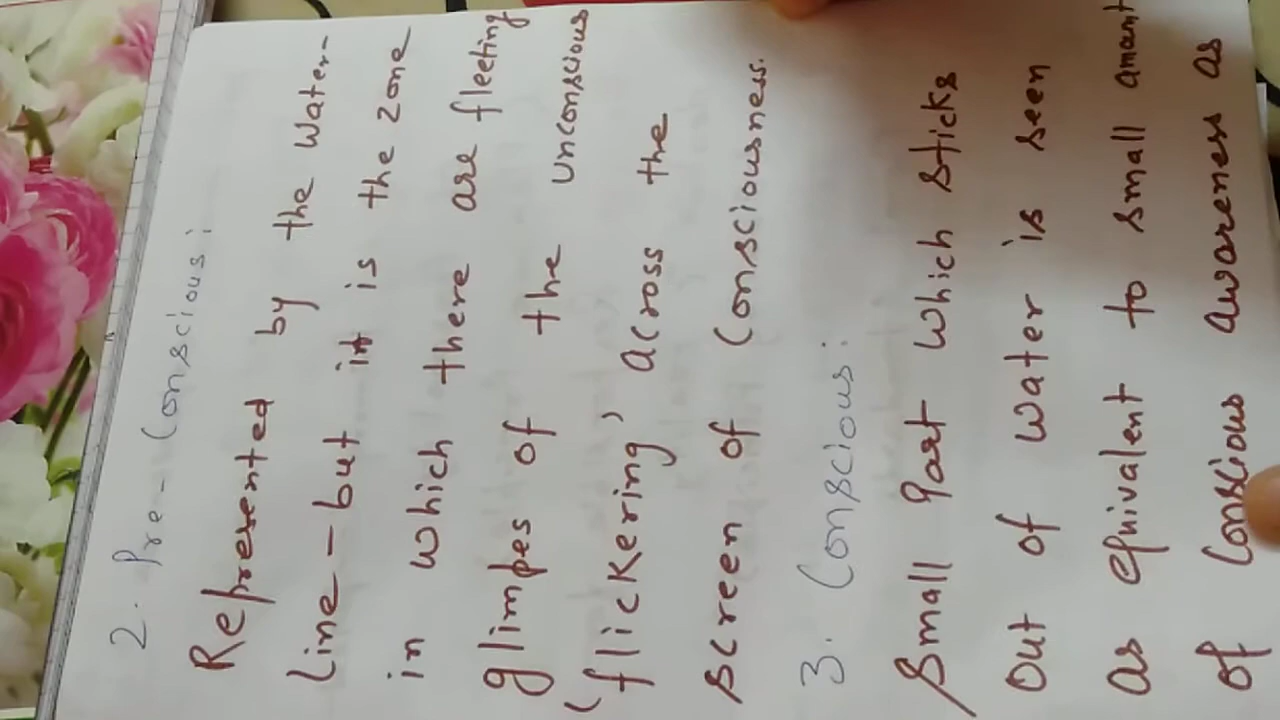 2. Pre-Conscious:
Represented by the water-
line-but it is the zone
in which there are fleeting
glimpes of the unconscious
(flickering, across the
screen of consciousness.
3. Conscious:
Small Part which sticks
Out of water is seen
as equivalent to small amant
of conscious awareness as